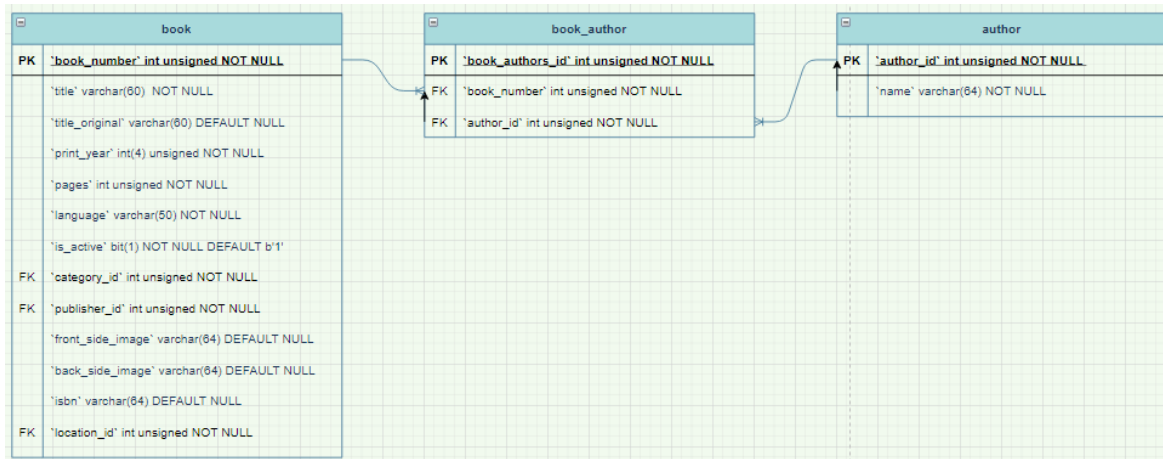 book
PK `book_number` int unsigned NOT NULL
`title` varchar(60) NOT NULL
`title_original` varchar(60) DEFAULT NULL
`print_year` int(4) unsigned NOT NULL
`pages` int unsigned NOT NULL
`language` varchar(50) NOT NULL
`is_active` bit(1) NOT NULL DEFAULT b'1'
FK `category_id` int unsigned NOT NULL
FK `publisher_id` int unsigned NOT NULL
`front_side_image` varchar(64) DEFAULT NULL
`back_side_image` varchar(64) DEFAULT NULL
`isbn` varchar(64) DEFAULT NULL
FK `location_id` int unsigned NOT NULL
book_author
PK `book_authors_id` int unsigned NOT NULL
FK `book_number` int unsigned NOT NULL
FK `author_id` int unsigned NOT NULL
author
PK `author_id` int unsigned NOT NULL
`name` varchar(64) NOT NULL